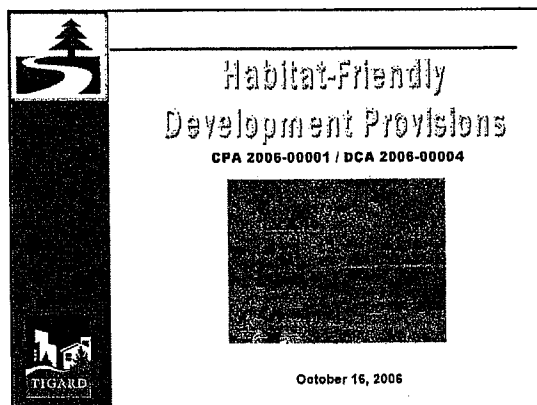 Habitat-Friendly
Development Provisions
CPA 2006-00001 / DCA 2006-00004
October 16, 2006
TIGARD